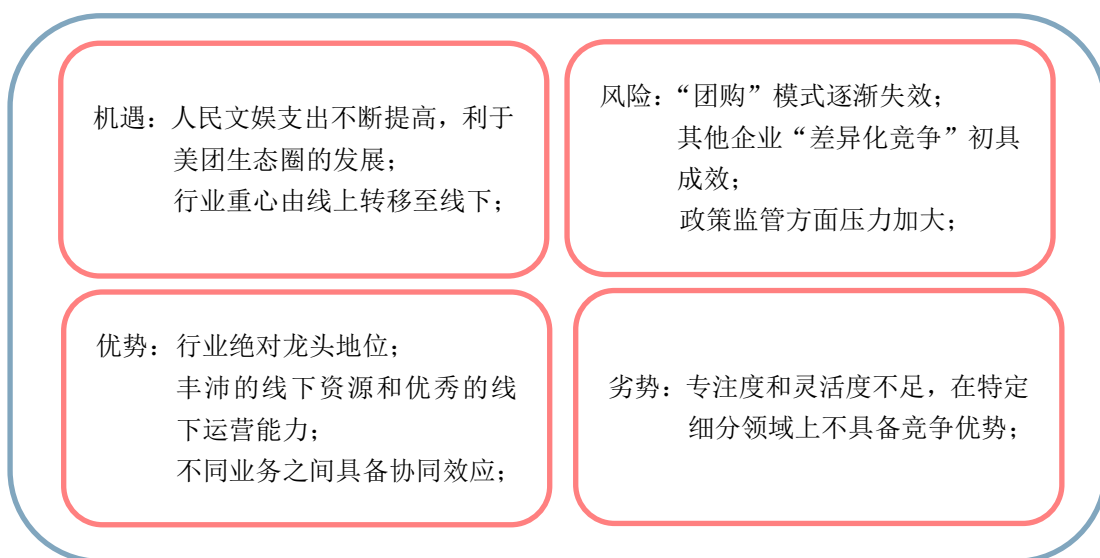 机遇：人民文娱支出不断提高，利于
美团生态圈的发展；
行业重心由线上转移至线下；
风险：“团购”模式逐渐失效；
其他企业“差异化竞争”初具
成效；
政策监管方面压力加大；
优势：行业绝对龙头地位；
丰沛的线下资源和优秀的线
下运营能力；
不同业务之间具备协同效应；
劣势：专注度和灵活度不足，在特定
细分领域上不具备竞争优势；